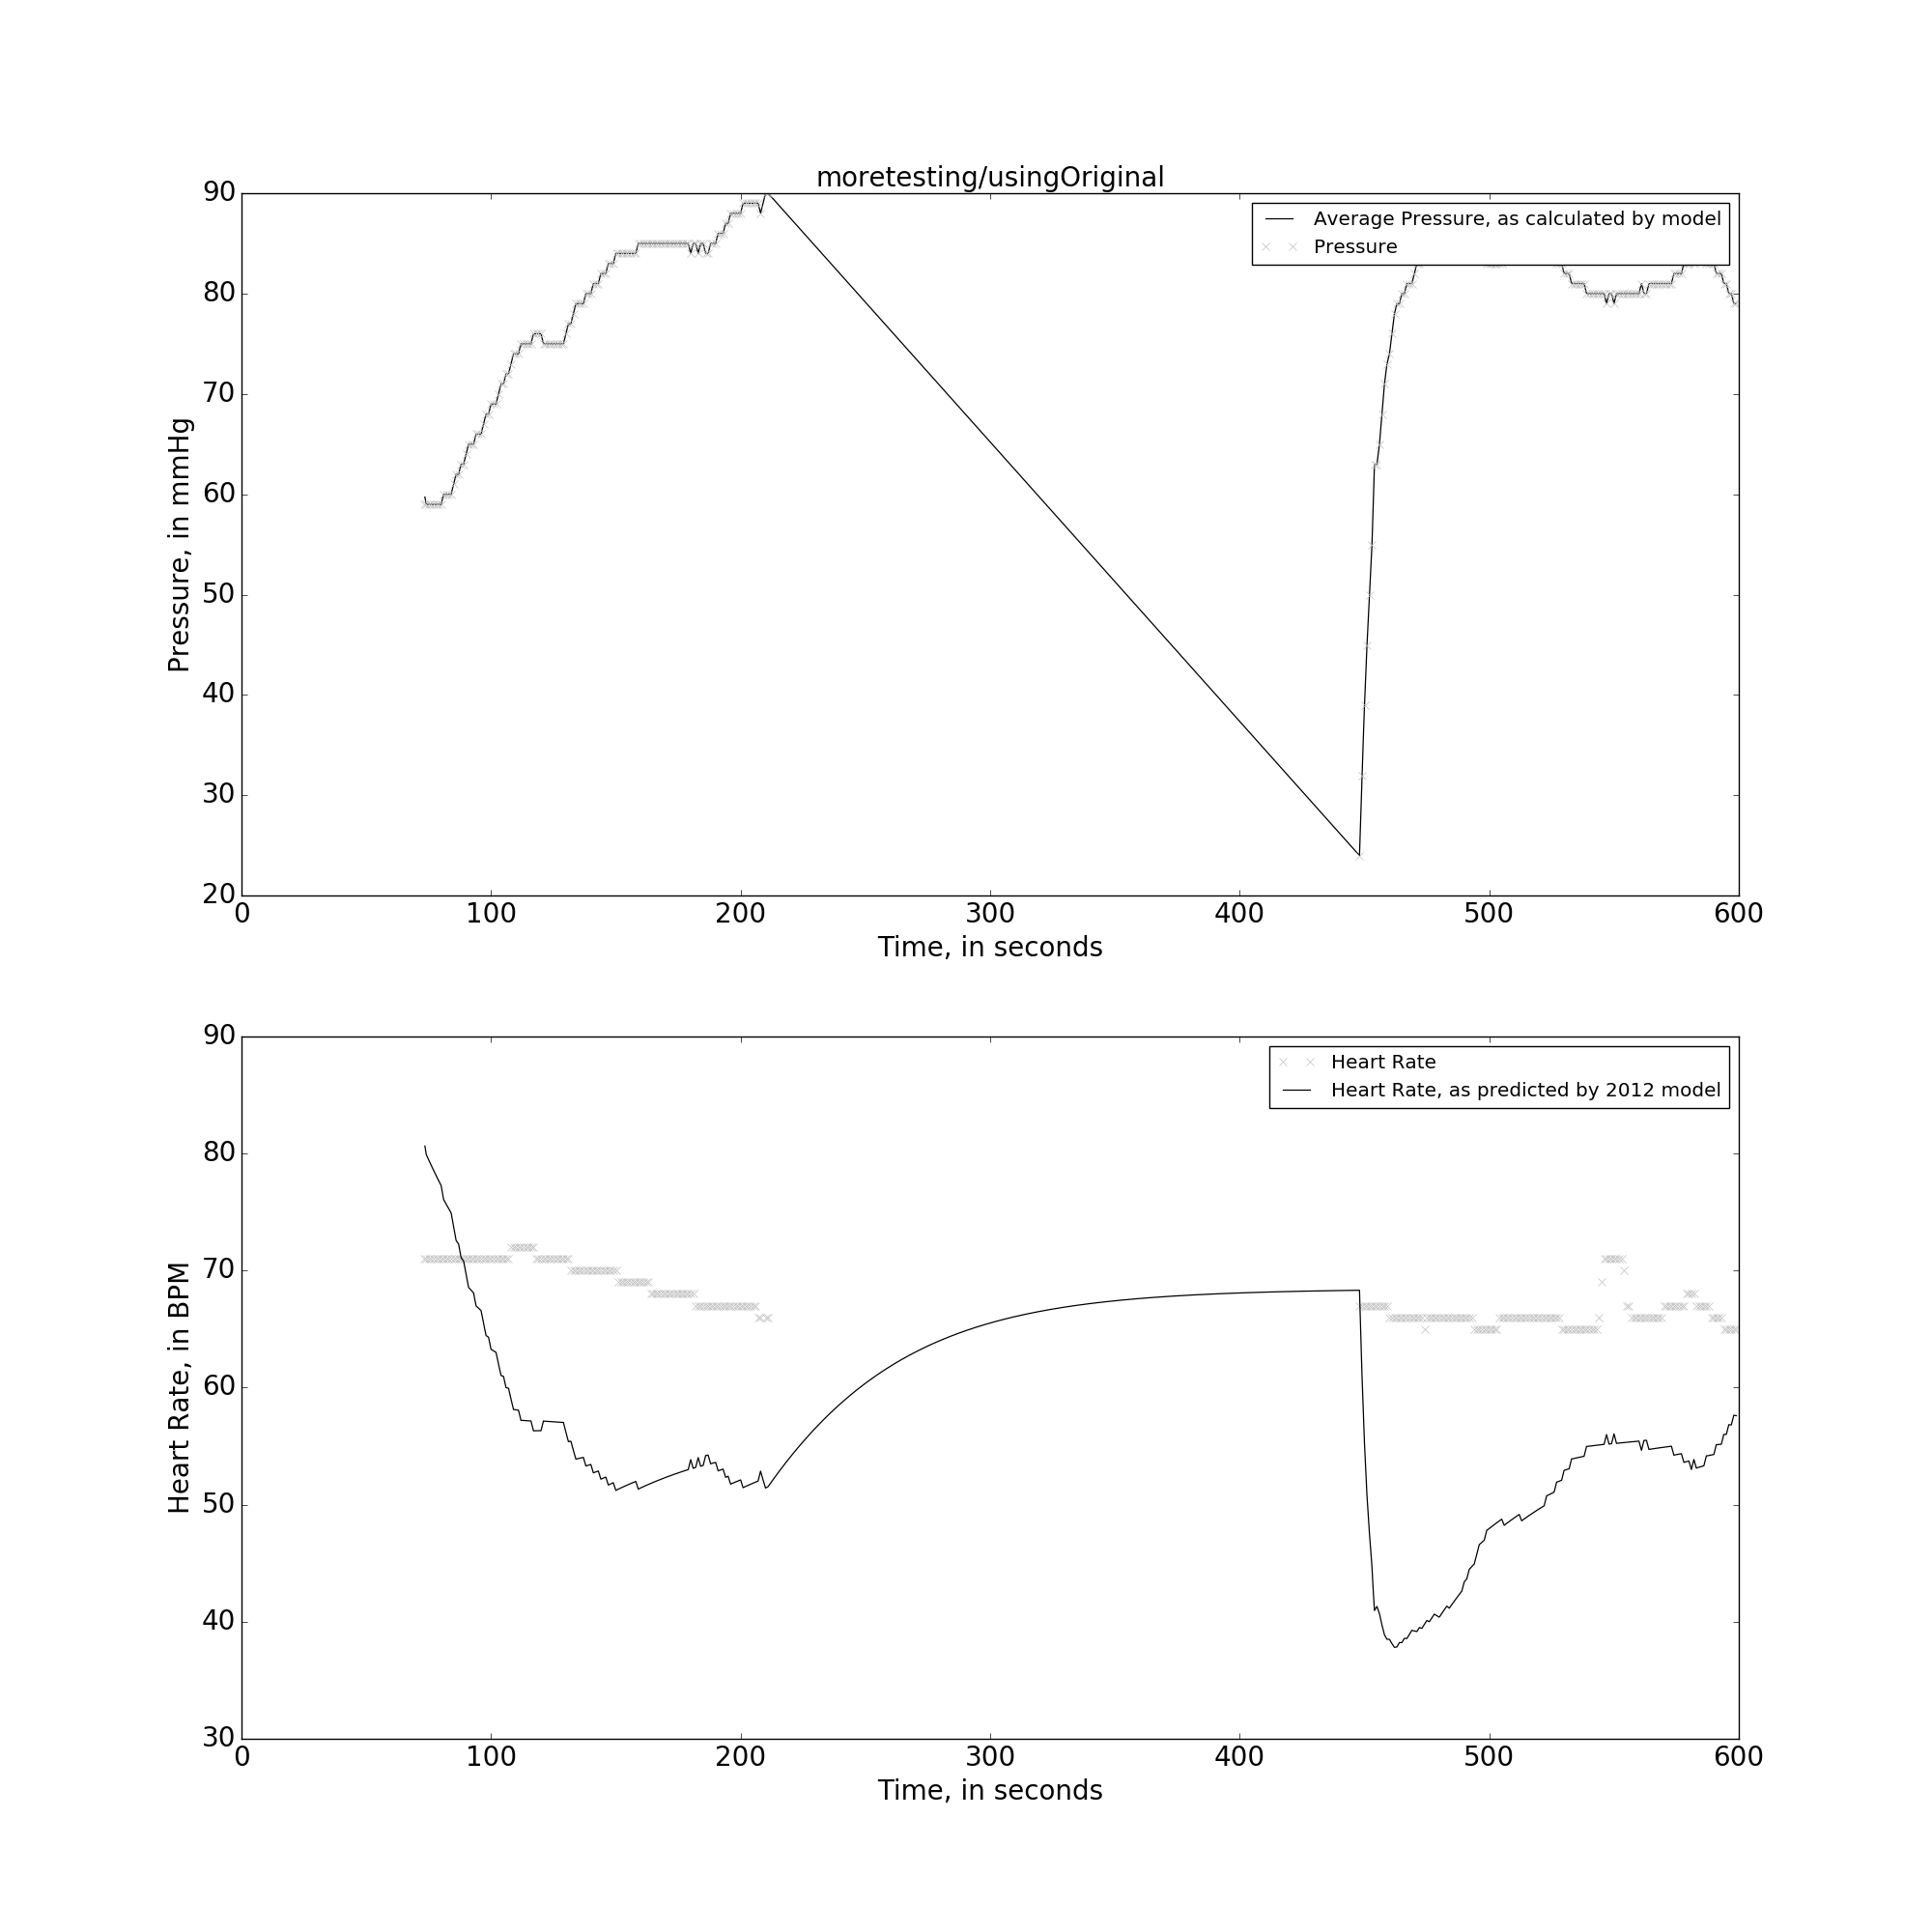 moretesting/usingOriginal
90
80
70
60
50
40
30
20
Pressure, in mmHg
Average Pressure, as calculated by model
Pressure
0 100 200 300 400 500 600
Time, in seconds
90
80
70
60
50
40
30
Heart Rate, in BPM
Heart Rate
Heart Rate, as predicted by 2012 model
0 100 200 300 400 500 600
Time, in seconds